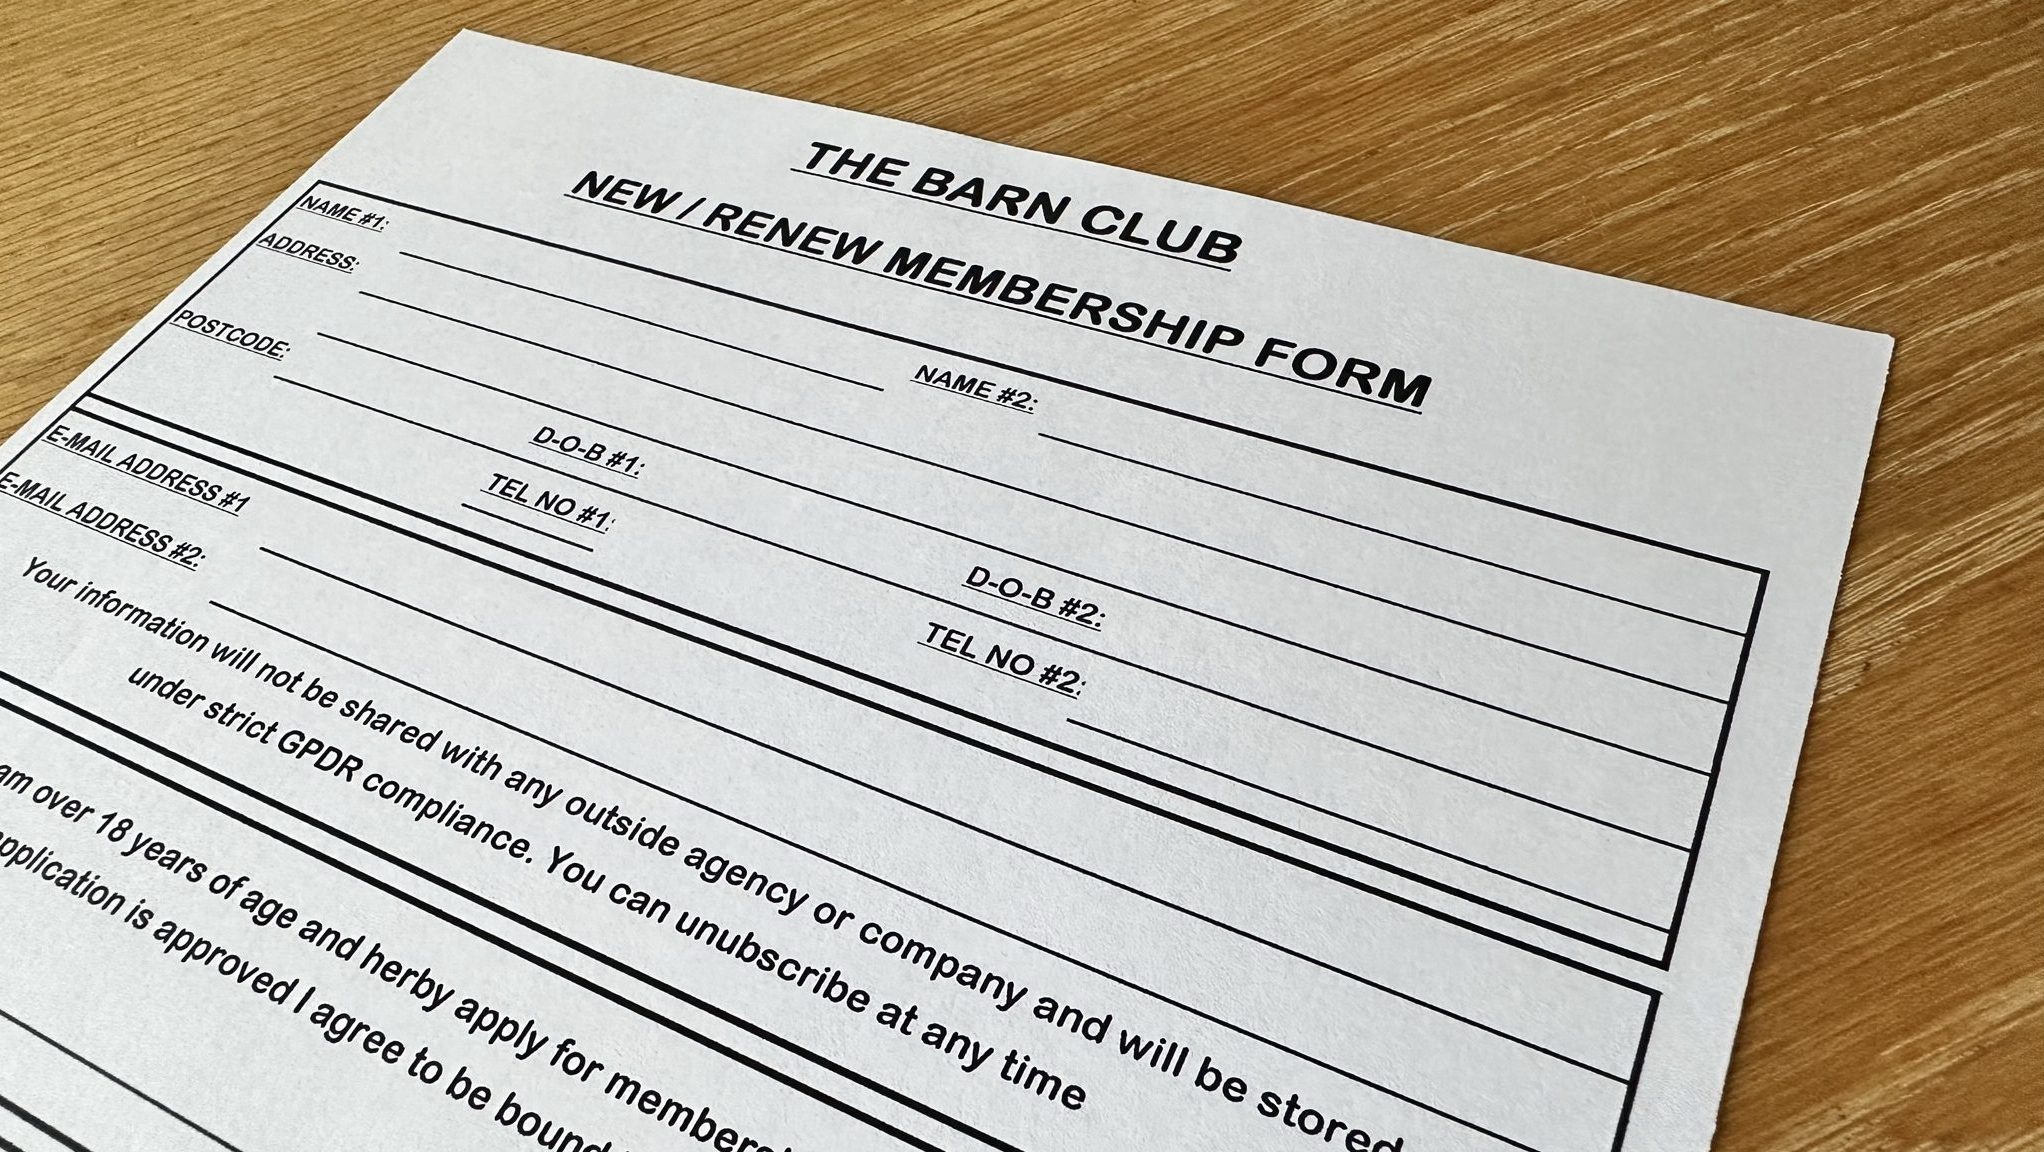 THE BARN CLUB
NEW / RENEW MEMBERSHIP FORM
NAME #1: NAME #2:
ADDRESS:
POSTCODE: D-O-B #1: D-O-B #2:
TEL NO #1: TEL NO #2:
E-MAIL ADDRESS #1
E-MAIL ADDRESS #2:
Your information will not be shared with any outside agency or company and will be stored
under strict GPDR compliance. You can unubscribe at any time
am over 18 years of age and herby apply for
is approved I agree to be bound